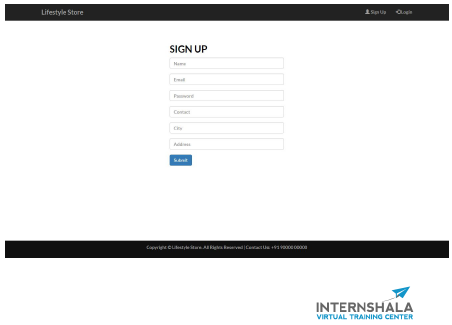 Lifestyle Store
Sign Up Login
SIGN UP
Name
Email
Password
Contact
City
Address
Submit
Copyright © Lifestyle Store. All Rights Reserved | Contact Us: +91 90000 00000
INTERNSHALA
VIRTUAL TRAINING CENTER